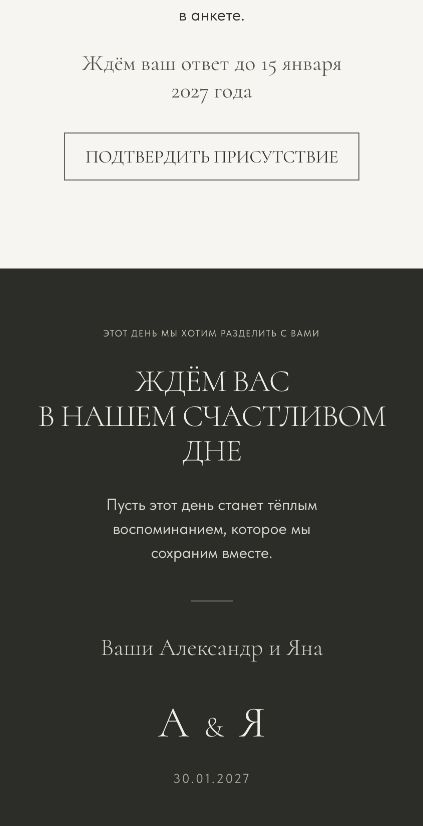 в анкете.
Ждём ваш ответ до 15 января
2027 года
ПОДТВЕРДИТЬ ПРИСУТСТВИЕ
ЭТОТ ДЕНЬ МЫ ХОТИМ РАЗДЕЛИТЬ С ВАМИ
ЖДЁМ ВАС
В НАШЕМ СЧАСТЛИВОМ
ДНЕ
Пусть этот день станет тёплым
воспоминанием, которое мы
сохраним вместе.
Ваши Александр и Яна
А & Я
30.01.2027